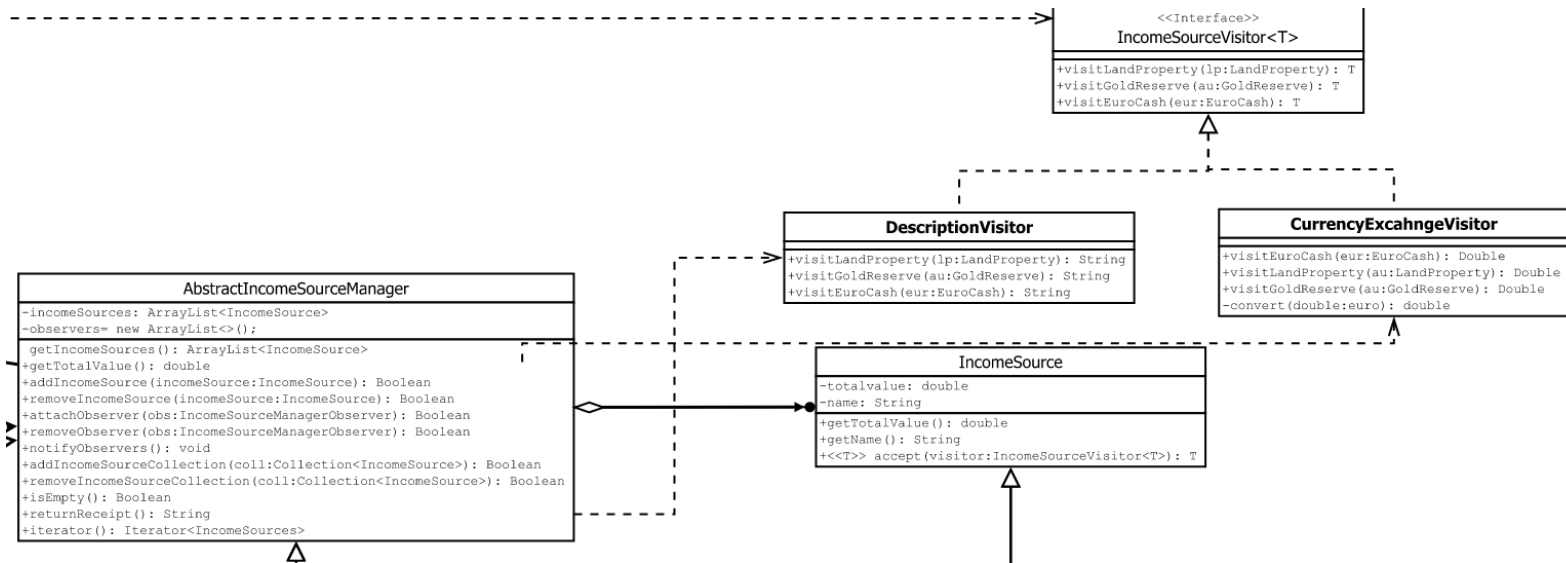 <<Interface>>
IncomeSourceVisitor<T>
+visitLandProperty(lp:LandProperty): T
+visitGoldReserve(au:GoldReserve): T
+visitEuroCash(eur:EuroCash): T
DescriptionVisitor
+visitLandProperty(lp:LandProperty): String
+visitGoldReserve(au:GoldReserve): String
+visitEuroCash(eur:EuroCash): String
CurrencyExcahngeVisitor
+visitEuroCash(eur:EuroCash): Double
+visitLandProperty(au:LandProperty): Double
+visitGoldReserve(au:GoldReserve): Double
-convert(double:euro): double
AbstractIncomeSourceManager
-incomeSources: ArrayList<IncomeSource>
-observers= new ArrayList<>();
getIncomeSources(): ArrayList<IncomeSource>
+getTotalValue(): double
+addIncomeSource(incomeSource:IncomeSource): Boolean
+removeIncomeSource(incomeSource:IncomeSource): Boolean
+attachObserver(obs:IncomeSourceManagerObserver): Boolean
+removeObserver(obs:IncomeSourceManagerObserver): Boolean
+notifyObservers(): void
+addIncomeSourceCollection(coll:Collection<IncomeSource>): Boolean
+removeIncomeSourceCollection(coll:Collection<IncomeSource>): Boolean
+isEmpty(): Boolean
+returnReceipt(): String
+iterator(): Iterator<IncomeSources>
IncomeSource
-totalvalue: double
-name: String
+getTotalValue(): double
+getName(): String
+<<T>> accept(visitor:IncomeSourceVisitor<T>): T